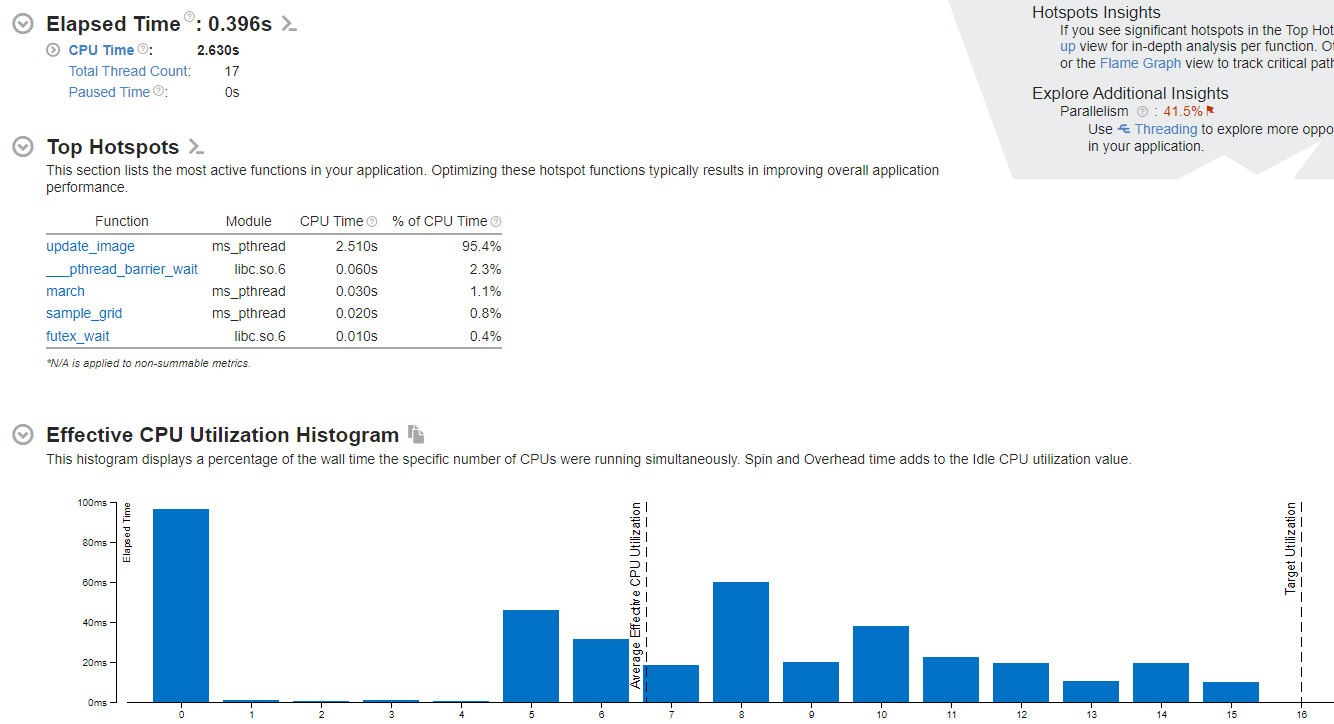 Elapsed Time ?: 0.396s
CPU Time ?: 2.630s
Total Thread Count: 17
Paused Time ?: 0s
Hotspots Insights
If you see significant hotspots in the Top Hot
up view for in-depth analysis per function. Ot
or the Flame Graph view to track critical path
Explore Additional Insights
Parallelism ? : 41.5%
Use Threading to explore more oppo
in your application.
Top Hotspots
This section lists the most active functions in your application. Optimizing these hotspot functions typically results in improving overall application
performance.
Function Module CPU Time ? % of CPU Time ?
update_image ms_pthread 2.510s 95.4%
___pthread_barrier_wait libc.so.6 0.060s 2.3%
march ms_pthread 0.030s 1.1%
sample_grid ms_pthread 0.020s 0.8%
futex_wait libc.so.6 0.010s 0.4%
*N/A is applied to non-summable metrics.
Effective CPU Utilization Histogram
This histogram displays a percentage of the wall time the specific number of CPUs were running simultaneously. Spin and Overhead time adds to the Idle CPU utilization value.
100ms
80ms
60ms
40ms
20ms
0ms
Elapsed Time
Average Effective CPU Utilization
Target Utilization
0 1 2 3 4 5 6 7 8 9 10 11 12 13 14 15 16